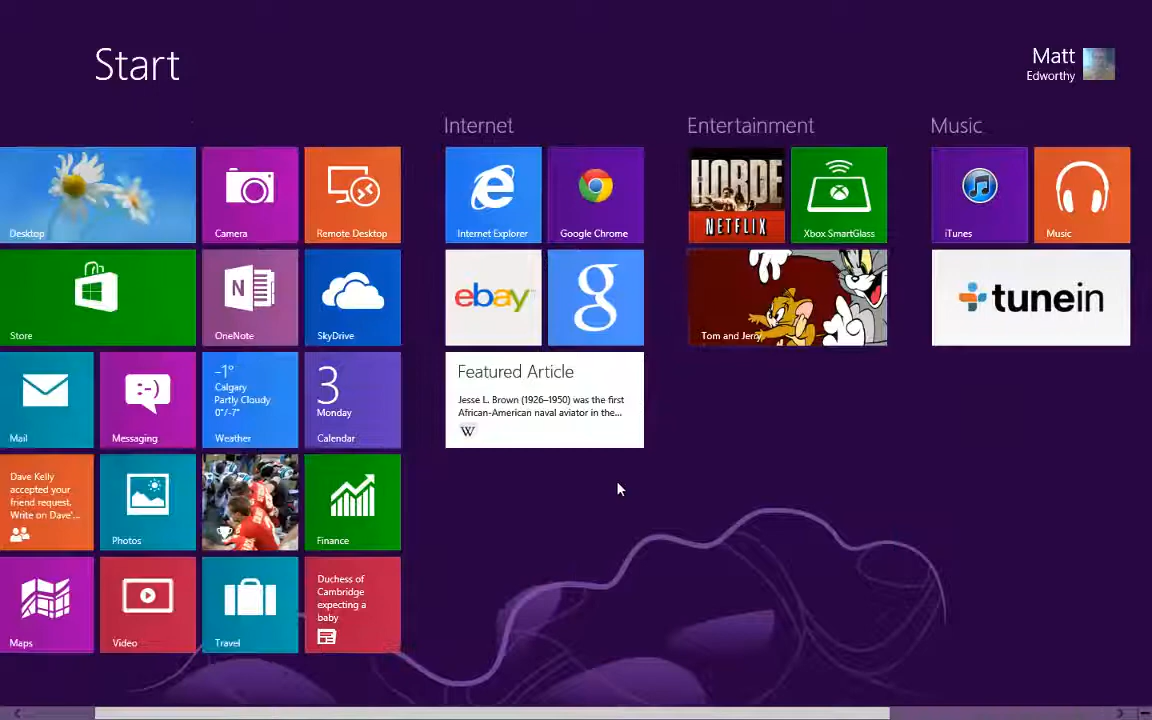 Start
Matt
Edworthy
Internet
Entertainment
Music
Desktop
Camera
Remote Desktop
Internet Explorer
Google Chrome
HORDE
NETFLIX
Xbox SmartGlass
iTunes
Music
Store
N
OneNote
SkyDrive
ebay
g
Tom and Jerry
tunein
Mail
:-)
Messaging
-1°
Calgary
Partly Cloudy
0°/-7°
Weather
3
Monday
Calendar
Featured Article
Jesse L. Brown (1926–1950) was the first
African-American naval aviator in the...
W
Dave Kelly
accepted your
friend request.
Write on Dave'...
Photos
Finance
Maps
Video
Travel
Duchess of
Cambridge
expecting a
baby